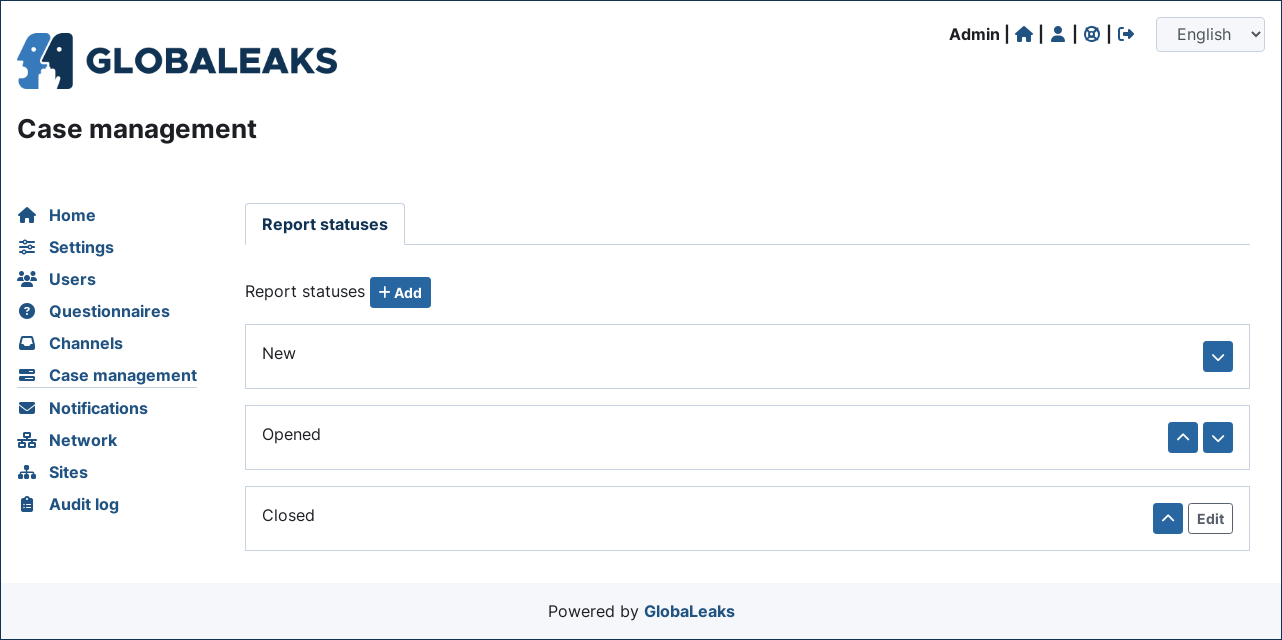 Admin | | | |
English
GLOBALEAKS
Case management
Home
Settings
Users
Questionnaires
Channels
Case management
Notifications
Network
Sites
Audit log
Report statuses
Report statuses + Add
New
Opened
Closed
Edit
Powered by GlobaLeaks